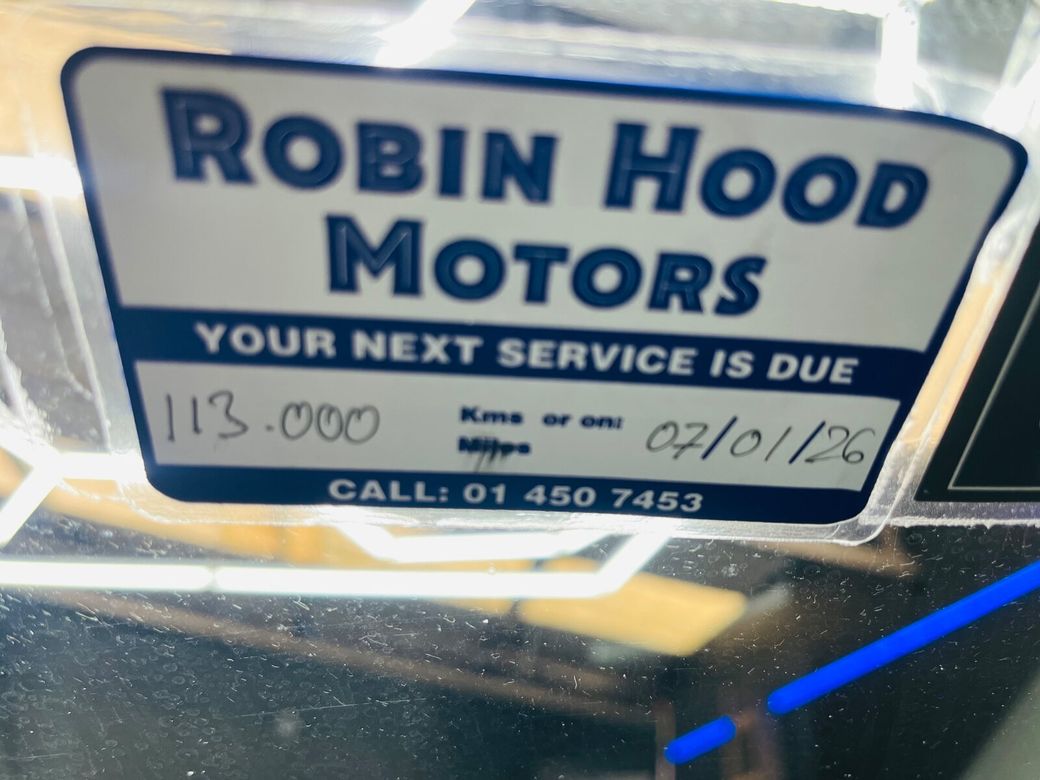 ROBIN HOOD
MOTORS
YOUR NEXT SERVICE IS DUE
113.000 Kms or on: 07/01/26
Miles
CALL: 01 450 7453